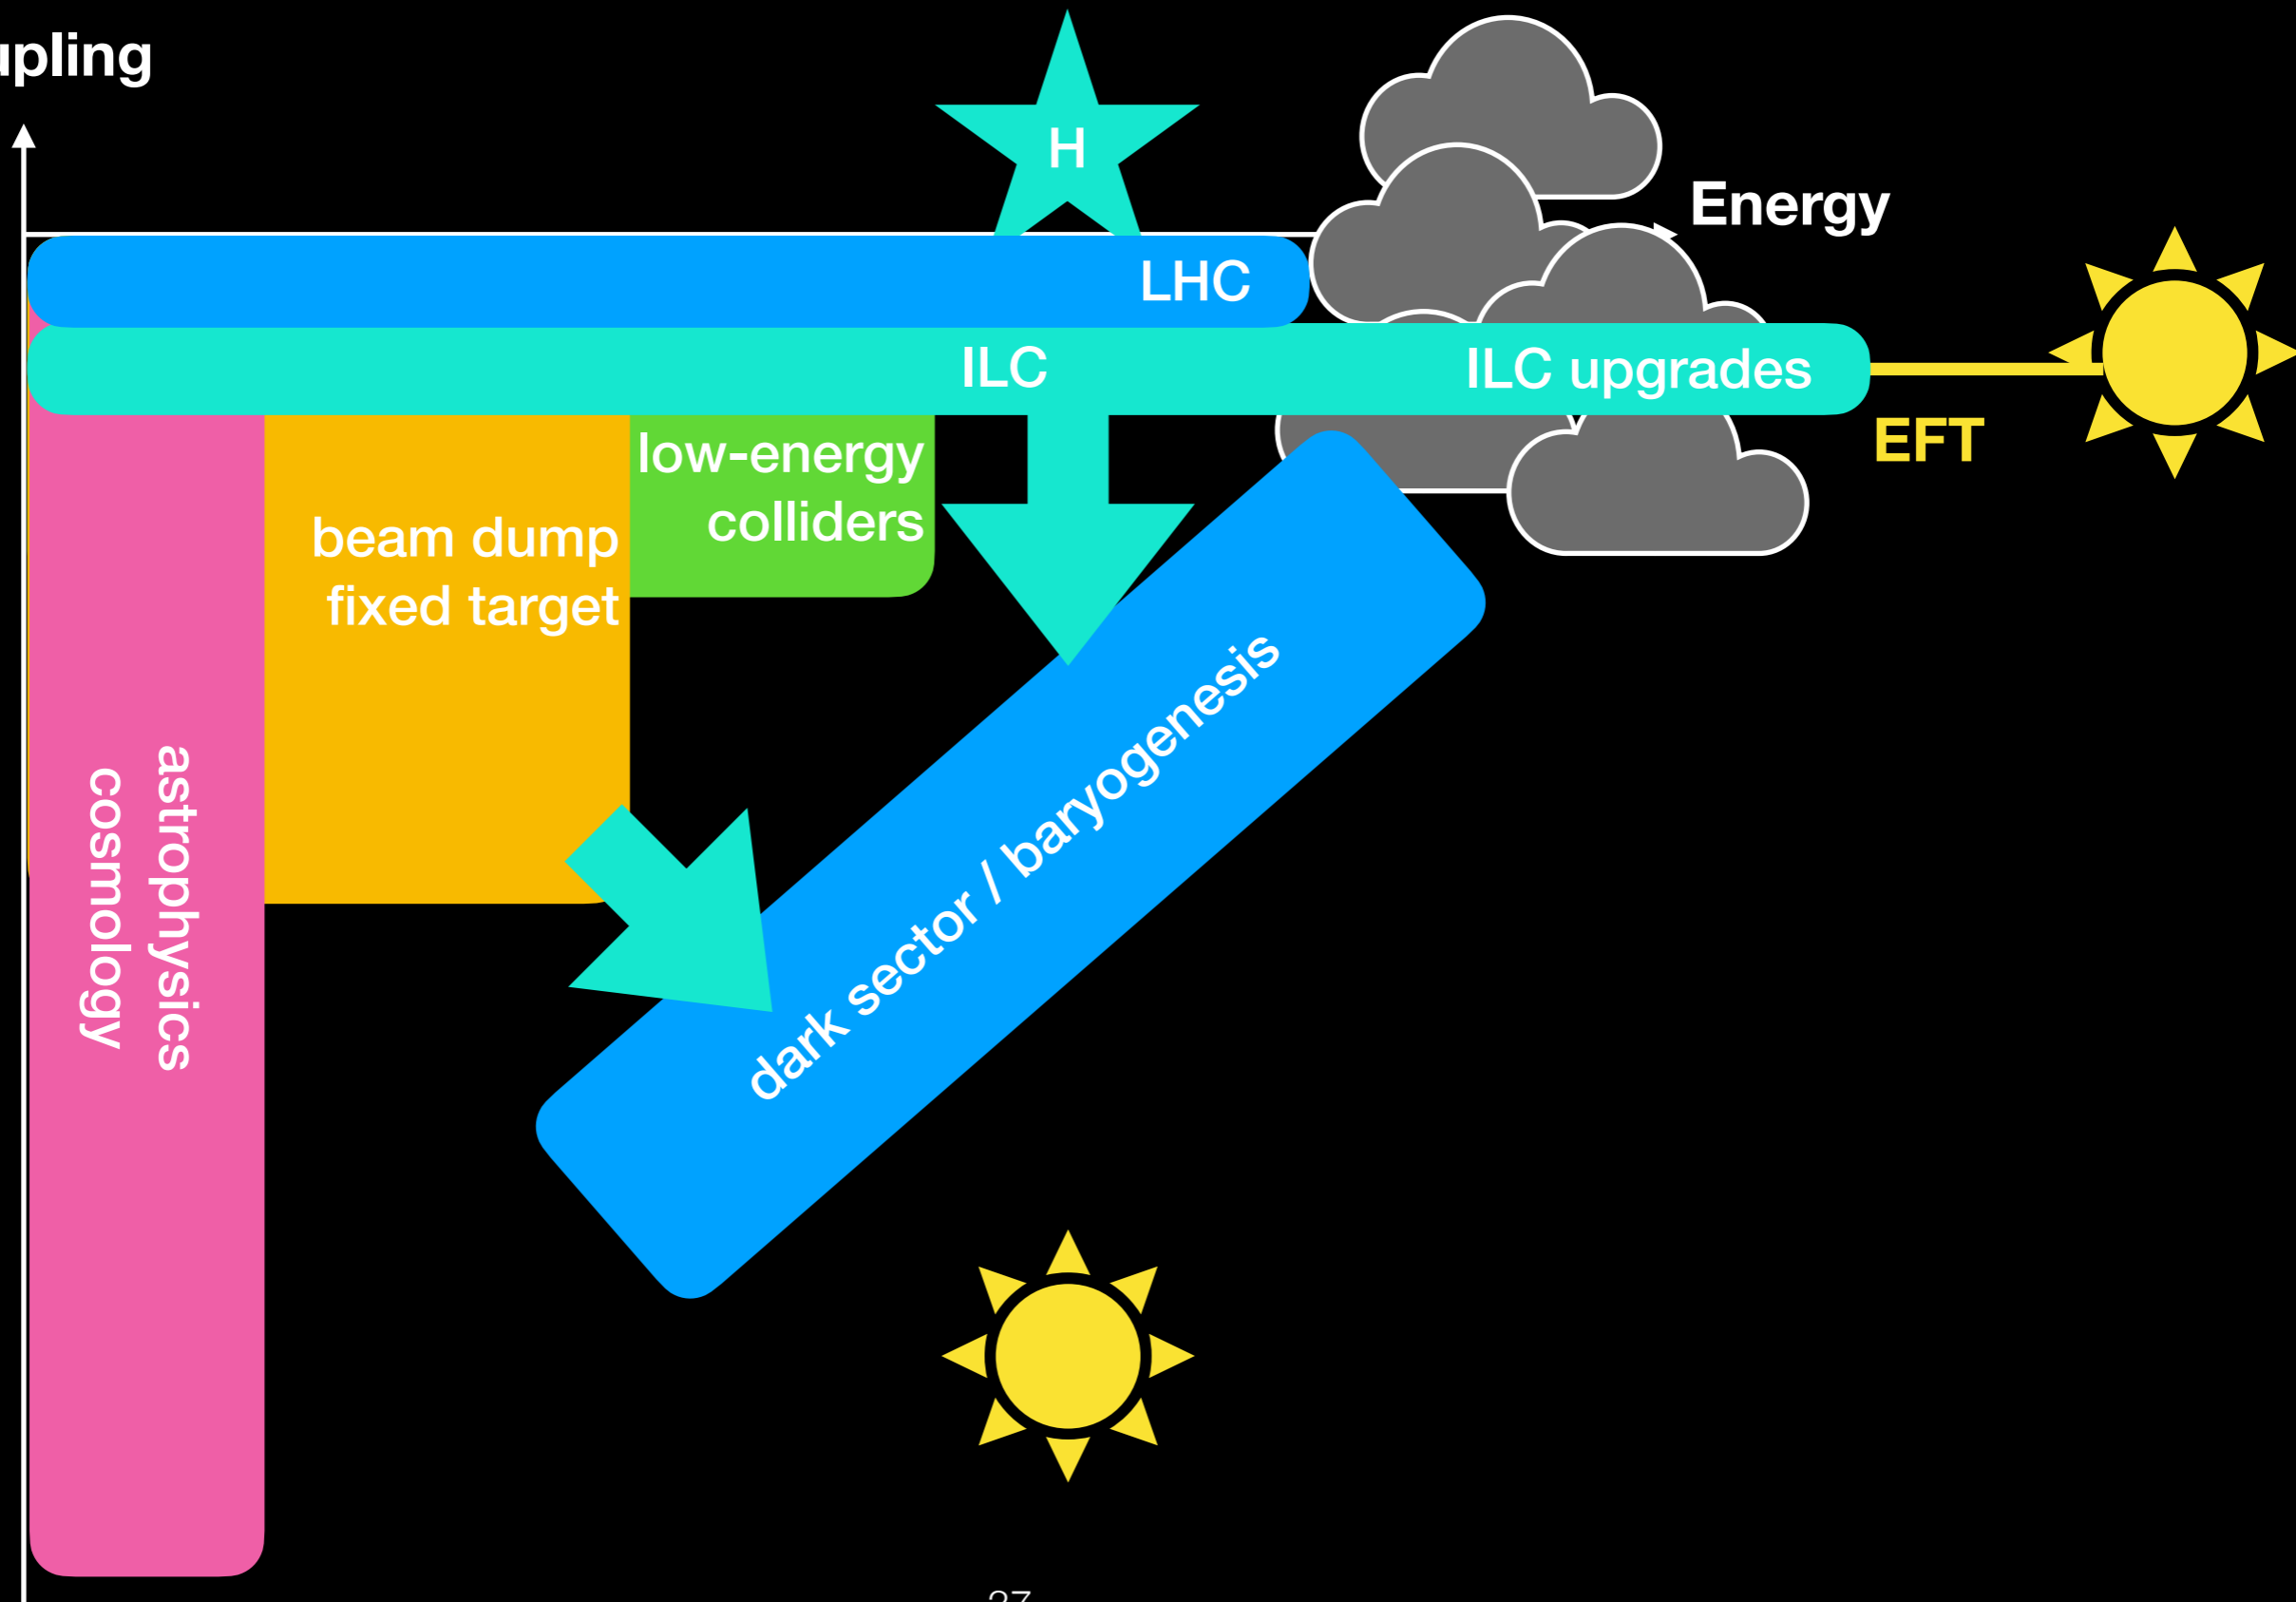 upling
H
Energy
LHC
ILC
ILC upgrades
EFT
low-energy
colliders
beam dump
fixed target
astrophysics
cosmology
dark sector / baryogenesis
27